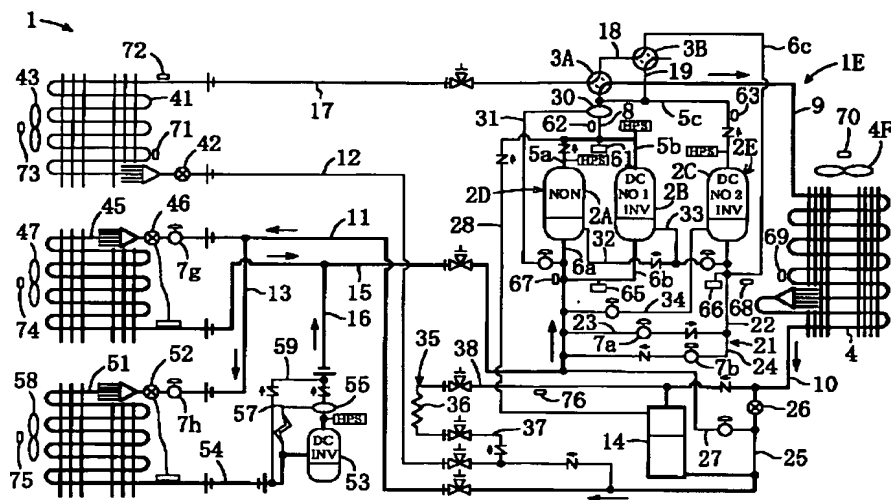 1
72
43
41
17
71
42
73
12
18
3A
3B
6c
1E
19
30
8
31
62
HPS
5c
63
9
70
4F
5a
HPS
61
5b
HPS
2E
2D
NON
2A
DC
NO 1
INV
2B
2C
DC
NO 2
INV
28
32
33
69
47
45
46
11
7g
67
6a
6b
65
34
66
68
13
15
16
74
23
7a
22
21
24
7b
4
10
51
52
59
35
38
58
7h
57
55
HPS
36
76
26
14
27
25
37
75
54
DC
INV
53